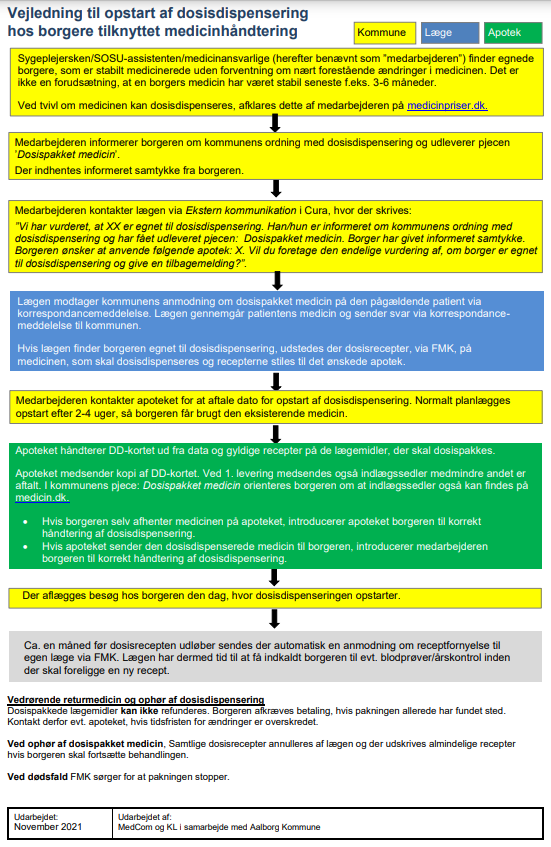 Vejledning til opstart af dosisdispensering
hos borgere tilknyttet medicinhåndtering
Kommune
Læge
Apotek
Sygeplejersken/SOSU-assistenten/medicinansvarlige (herefter benævnt som ”medarbejderen”) finder egnede
borgere, som er stabilt medicinerede uden forventning om nært forestående ændringer i medicinen. Det er
ikke en forudsætning, at en borgers medicin har været stabil seneste f.eks. 3-6 måneder.
Ved tvivl om medicinen kan dosisdispenseres, afklares dette af medarbejderen på medicinpriser.dk.
Medarbejderen informerer borgeren om kommunens ordning med dosisdispensering og udleverer pjecen
'Dosispakket medicin'.
Der indhentes informeret samtykke fra borgeren.
Medarbejderen kontakter lægen via Ekstern kommunikation i Cura, hvor der skrives:
”Vi har vurderet, at XX er egnet til dosisdispensering. Han/hun er informeret om kommunens ordning med
dosisdispensering og har fået udleveret pjecen:  Dosispakket medicin. Borger har givet informeret samtykke.
Borgeren ønsker at anvende følgende apotek: X. Vil du foretage den endelige vurdering af, om borger er egnet
til dosisdispensering og give en tilbagemelding?”.
Lægen modtager kommunens anmodning om dosispakket medicin på den pågældende patient via
korrespondancemeddelelse. Lægen gennemgår patientens medicin og sender svar via korrespondance-
meddelelse til kommunen.
Hvis lægen finder borgeren egnet til dosisdispensering, udstedes der dosisrecepter, via FMK, på
medicinen, som skal dosisdispenseres og recepterne stiles til det ønskede apotek.
Medarbejderen kontakter apoteket for at aftale dato for opstart af dosisdispensering. Normalt planlægges
opstart efter 2-4 uger, så borgeren får brugt den eksisterende medicin.
Apoteket håndterer DD-kortet ud fra data og gyldige recepter på de lægemidler, der skal dosispakkes.
Apoteket medsender kopi af DD-kortet. Ved 1. levering medsendes også indlægssedler medmindre andet er
aftalt. I kommunens pjece: Dosispakket medicin orienteres borgeren om at indlægssedler også kan findes på
medicin.dk.
• Hvis borgeren selv afhenter medicinen på apoteket, introducerer apoteket borgeren til korrekt
håndtering af dosisdispensering.
• Hvis apoteket sender den dosisdispenserede medicin til borgeren, introducerer medarbejderen
borgeren til korrekt håndtering af dosisdispensering.
Der aflægges besøg hos borgeren den dag, hvor dosisdispenseringen opstarter.
Ca. en måned før dosisrecepten udløber sendes der automatisk en anmodning om receptfornyelse til
egen læge via FMK. Lægen har dermed tid til at få indkaldt borgeren til evt. blodprøver/årskontrol inden
der skal foreligge en ny recept.
Vedrørende returmedicin og ophør af dosisdispensering
Dosispakkede lægemidler kan ikke refunderes. Borgeren afkræves betaling, hvis pakningen allerede har fundet sted.
Kontakt derfor evt. apoteket, hvis tidsfristen for ændringer er overskredet.
Ved ophør af dosispakket medicin, Samtlige dosisrecepter annulleres af lægen og der udskrives almindelige recepter
hvis borgeren skal fortsætte behandlingen.
Ved dødsfald FMK sørger for at pakningen stopper.
Udarbejdet:
November 2021
Udarbejdet af:
MedCom og KL i samarbejde med Aalborg Kommune